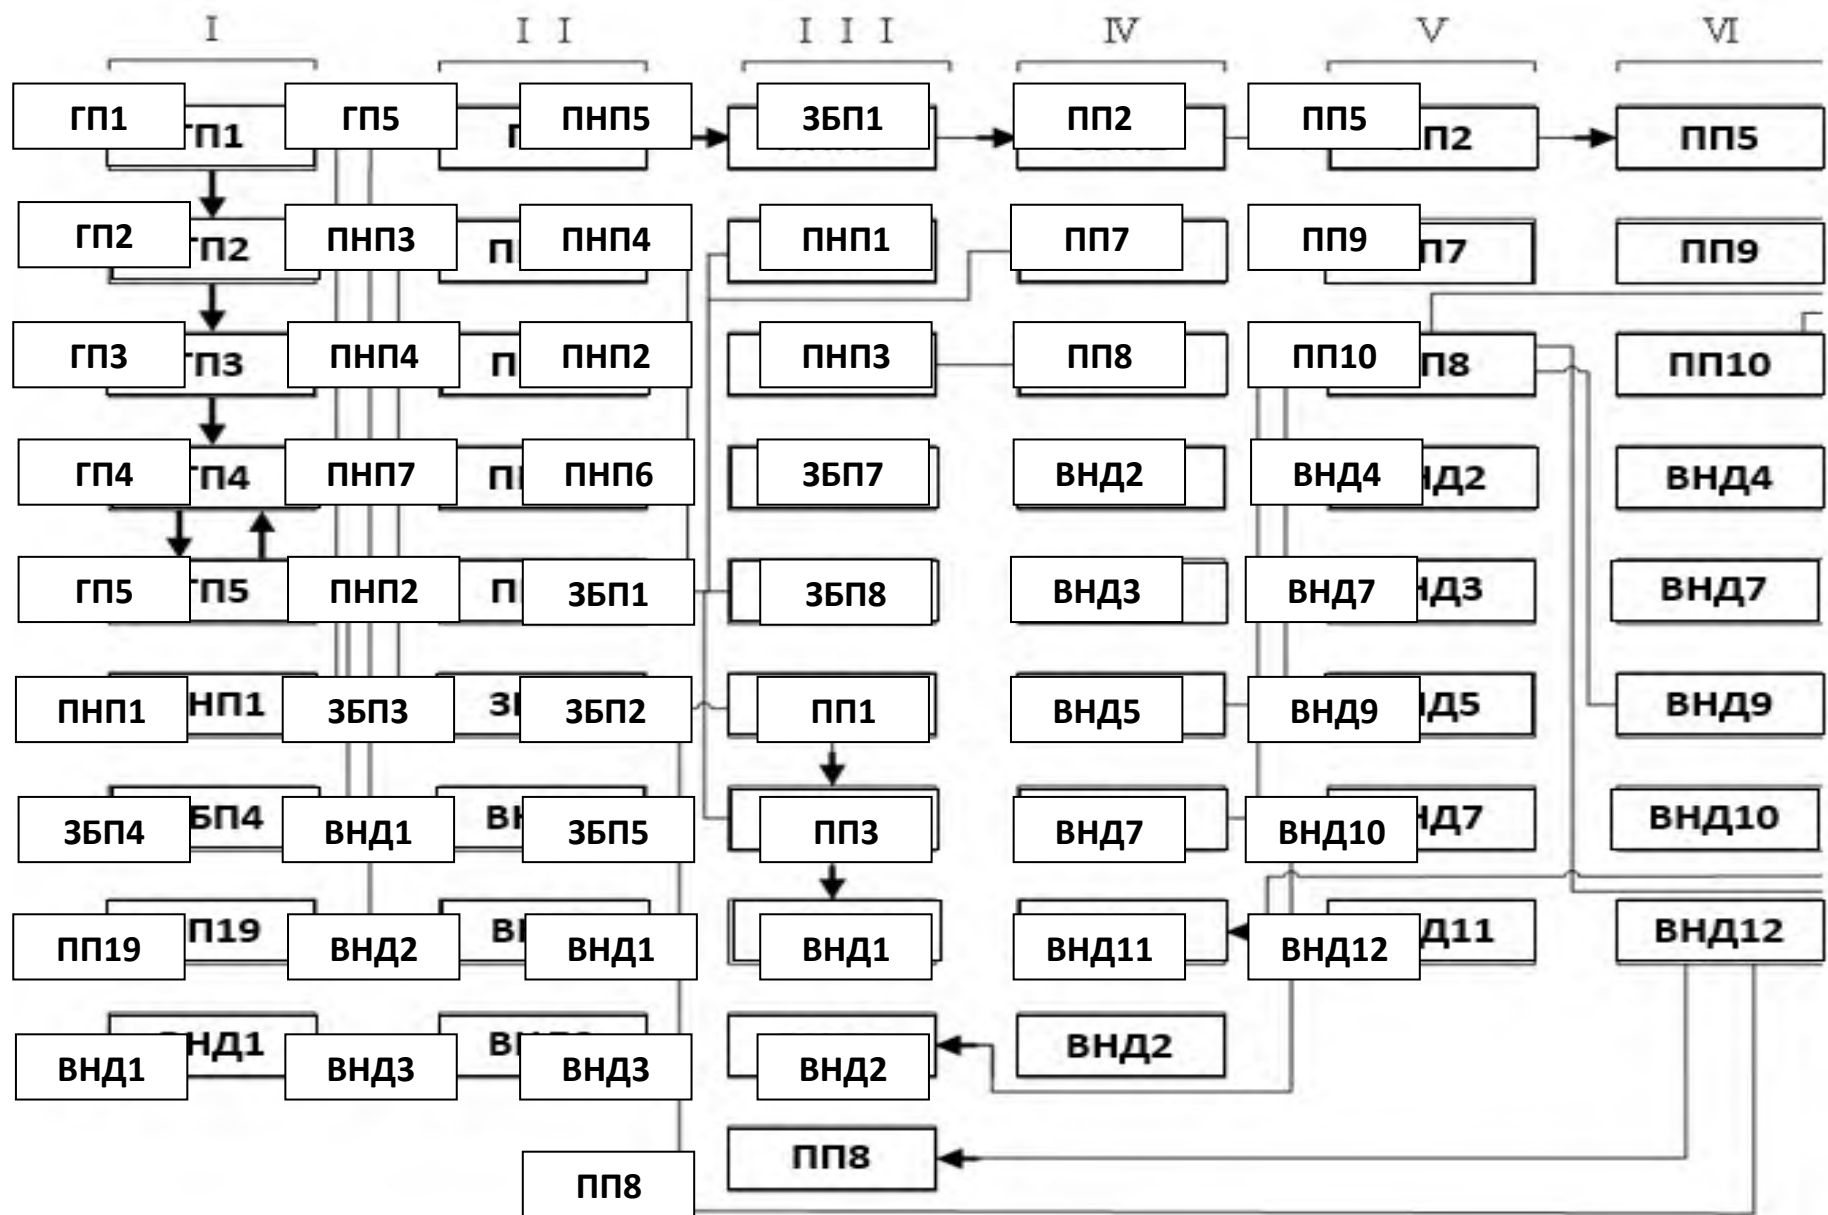 I II III IV V VI
ГП1 ГП5 ПНП5 ЗБП1 ПП2 ПП5 ПП5
ГП2 ПНП3 ПНП4 ПНП1 ПП7 ПП9 ПП9
ГП3 ПНП4 ПНП2 ПНП3 ПП8 ПП10 ПП10
ГП4 ПНП7 ПНП6 ЗБП7 ВНД2 ВНД4 ВНД4
ГП5 ПНП2 ЗБП1 ЗБП8 ВНД3 ВНД7 ВНД7
ПНП1 ЗБП3 ЗБП2 ПП1 ВНД5 ВНД9 ВНД9
ЗБП4 ВНД1 ЗБП5 ПП3 ВНД7 ВНД10 ВНД10
ПП19 ВНД2 ВНД1 ВНД1 ВНД11 ВНД12 ВНД12
ВНД1 ВНД3 ВНД3 ВНД2 ВНД2
ПП8 ПП8